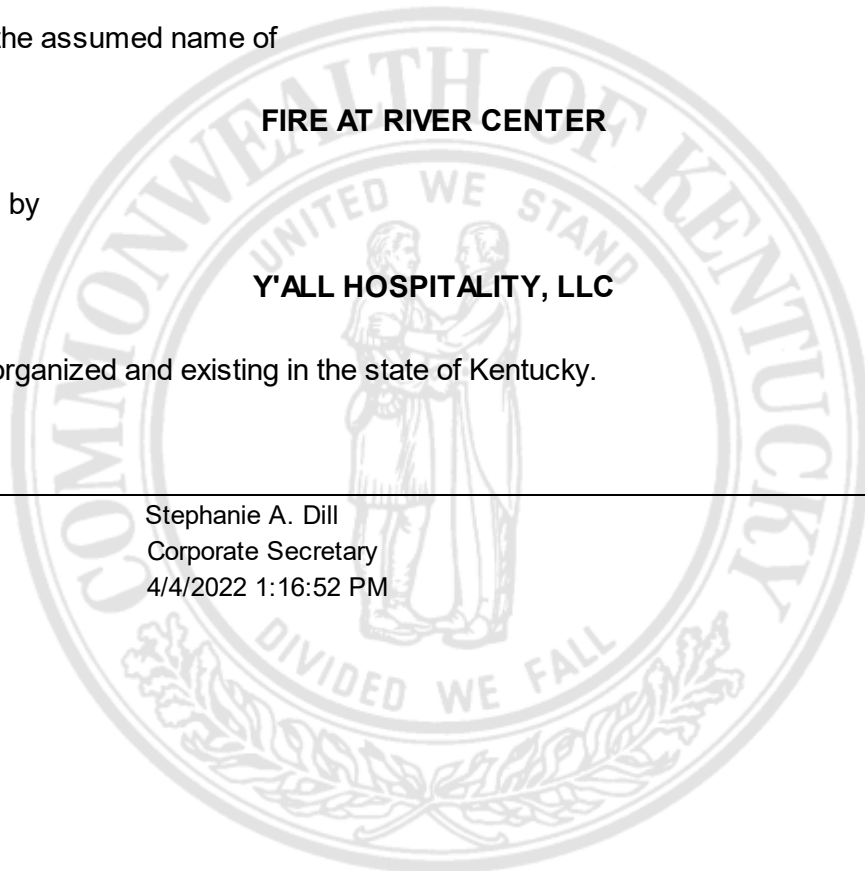 the assumed name of
FIRE AT RIVER CENTER
by
Y'ALL HOSPITALITY, LLC
organized and existing in the state of Kentucky.
Stephanie A. Dill
Corporate Secretary
4/4/2022 1:16:52 PM
COMMONWEALTH OF KENTUCKY
UNITED WE STAND
DIVIDED WE FALL